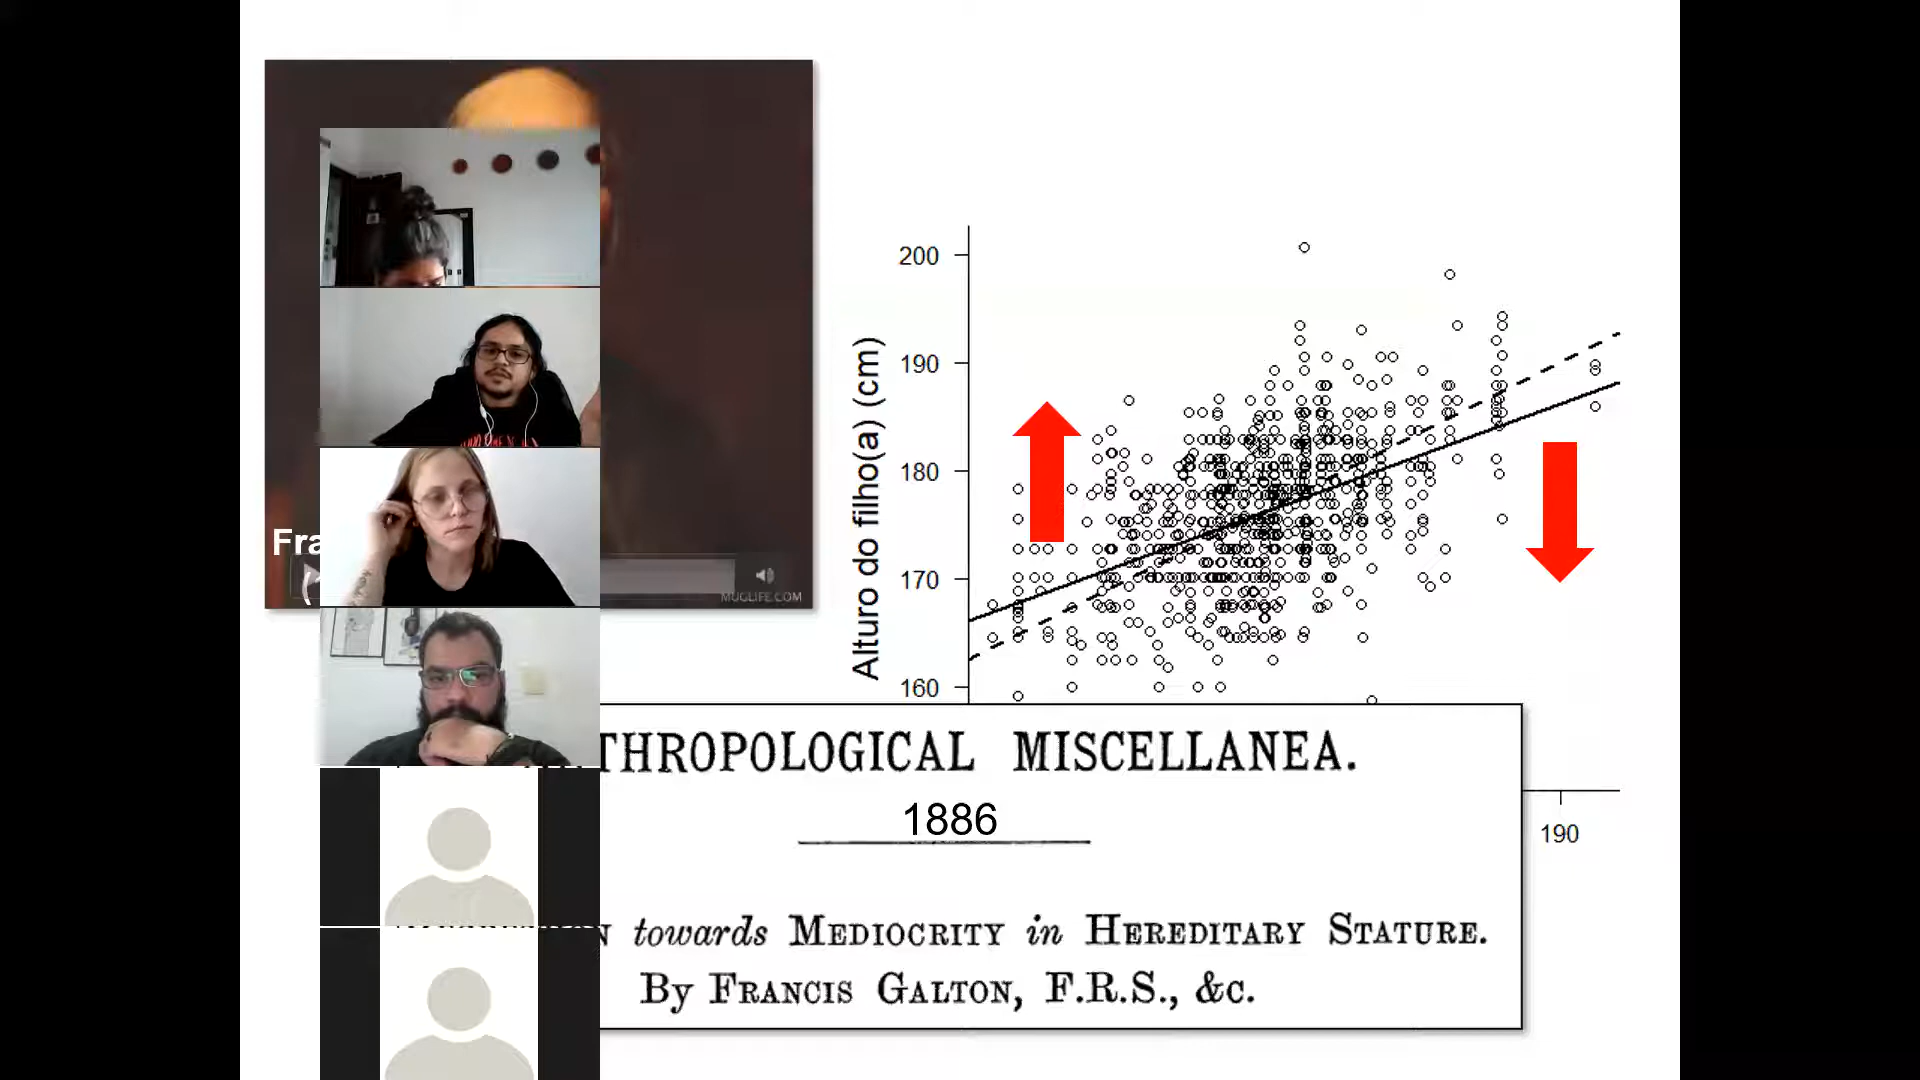 Fra
MUGLIFE.COM
Alturo do filho(a) (cm)
200
190
180
170
160
190
THROPOLOGICAL MISCELLANEA.
1886
N towards MEDIOCRITY in HEREDITARY STATURE.
By FRANCIS GALTON, F.R.S., &c.